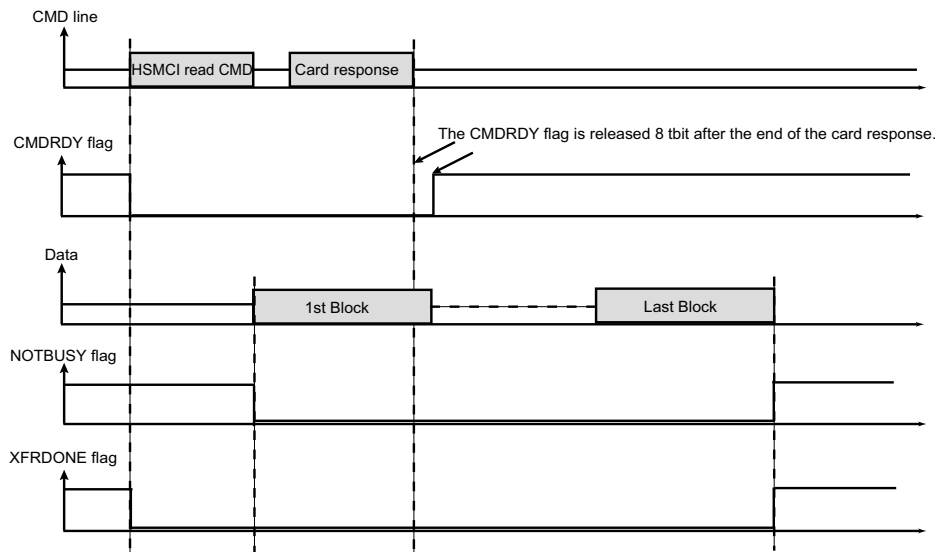 CMD line
HSMCI read CMD
Card response
The CMDRDY flag is released 8 tbit after the end of the card response.
CMDRDY flag
Data
1st Block
Last Block
NOTBUSY flag
XFRDONE flag